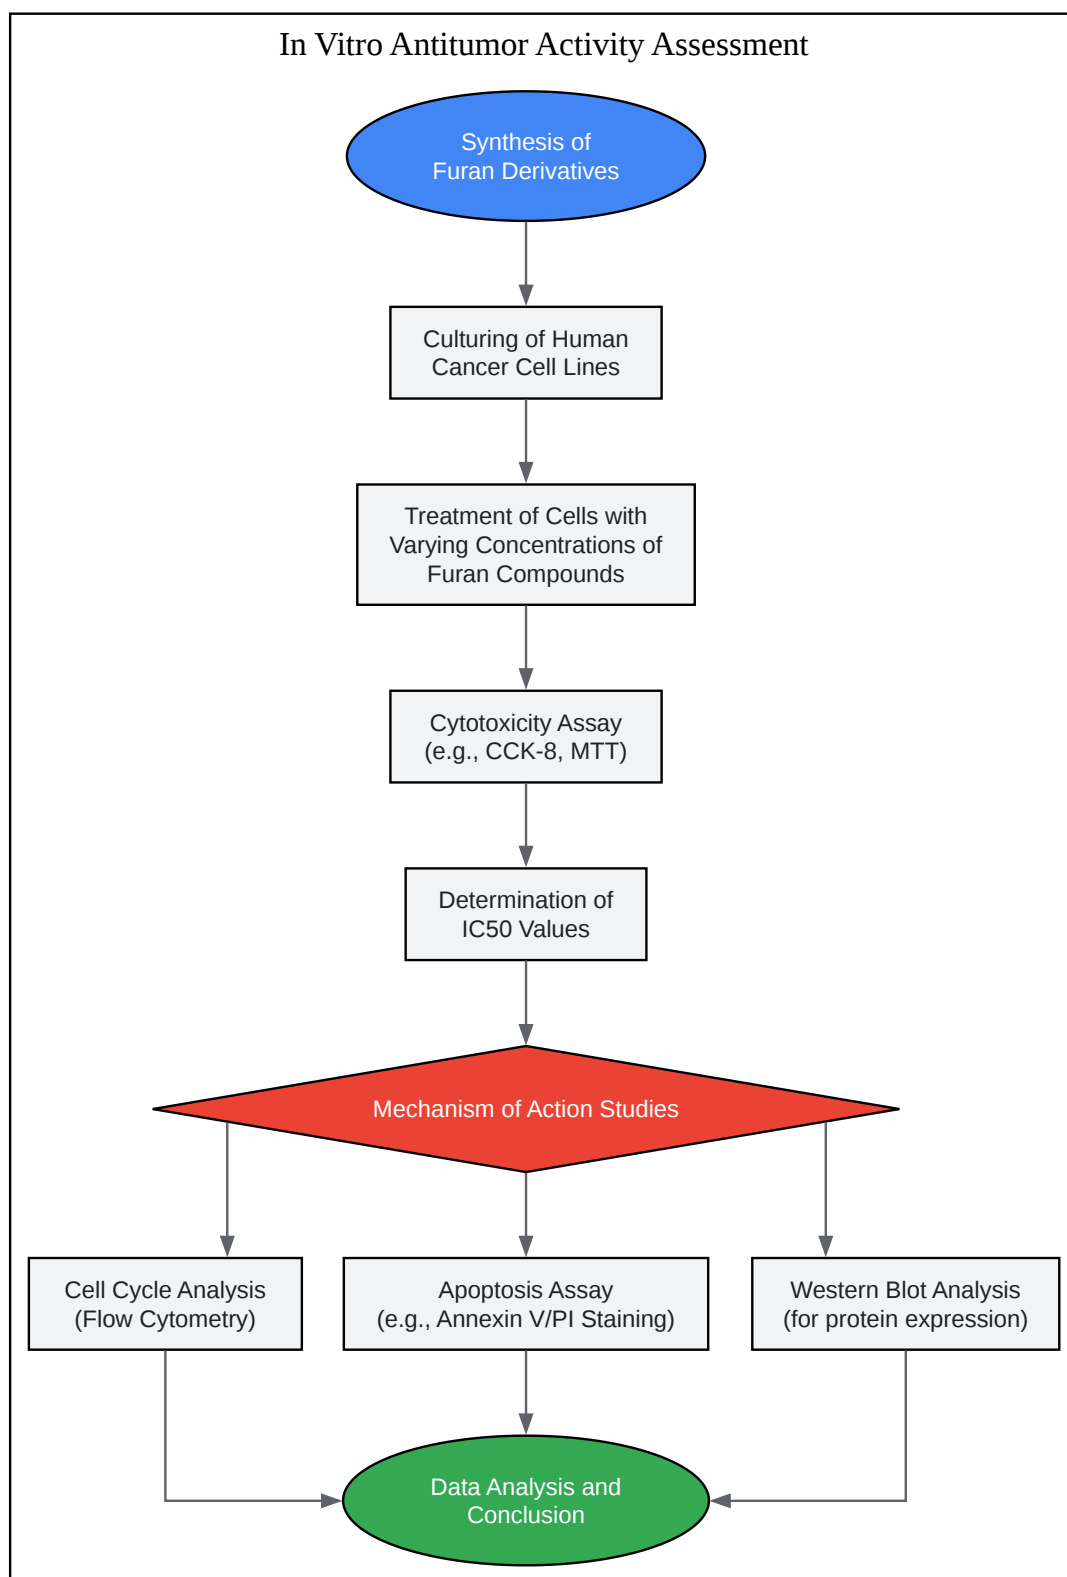 In Vitro Antitumor Activity Assessment
Synthesis of
Furan Derivatives
Culturing of Human
Cancer Cell Lines
Treatment of Cells with
Varying Concentrations of
Furan Compounds
Cytotoxicity Assay
(e.g., CCK-8, MTT)
Determination of
IC50 Values
Mechanism of Action Studies
Cell Cycle Analysis
(Flow Cytometry)
Apoptosis Assay
(e.g., Annexin V/PI Staining)
Western Blot Analysis
(for protein expression)
Data Analysis and
Conclusion